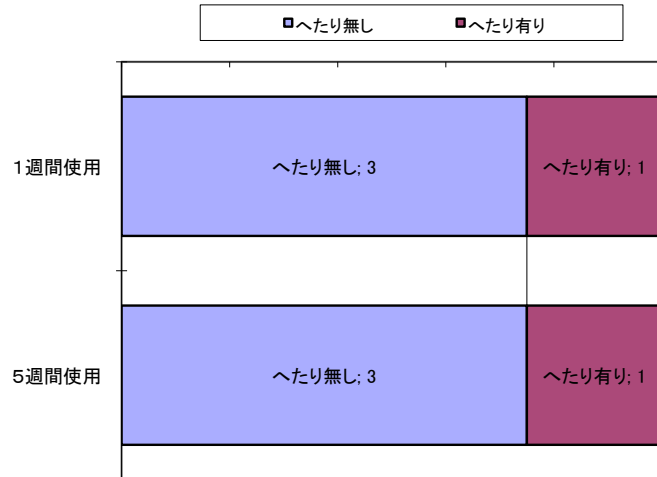 へたり無し へたり有り
1週間使用 へたり無し; 3 へたり有り; 1
5週間使用 へたり無し; 3 へたり有り; 1